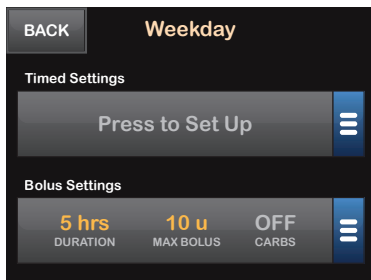 BACK Weekday
Timed Settings
Press to Set Up
Bolus Settings
5 hrs 10 u OFF
DURATION MAX BOLUS CARBS